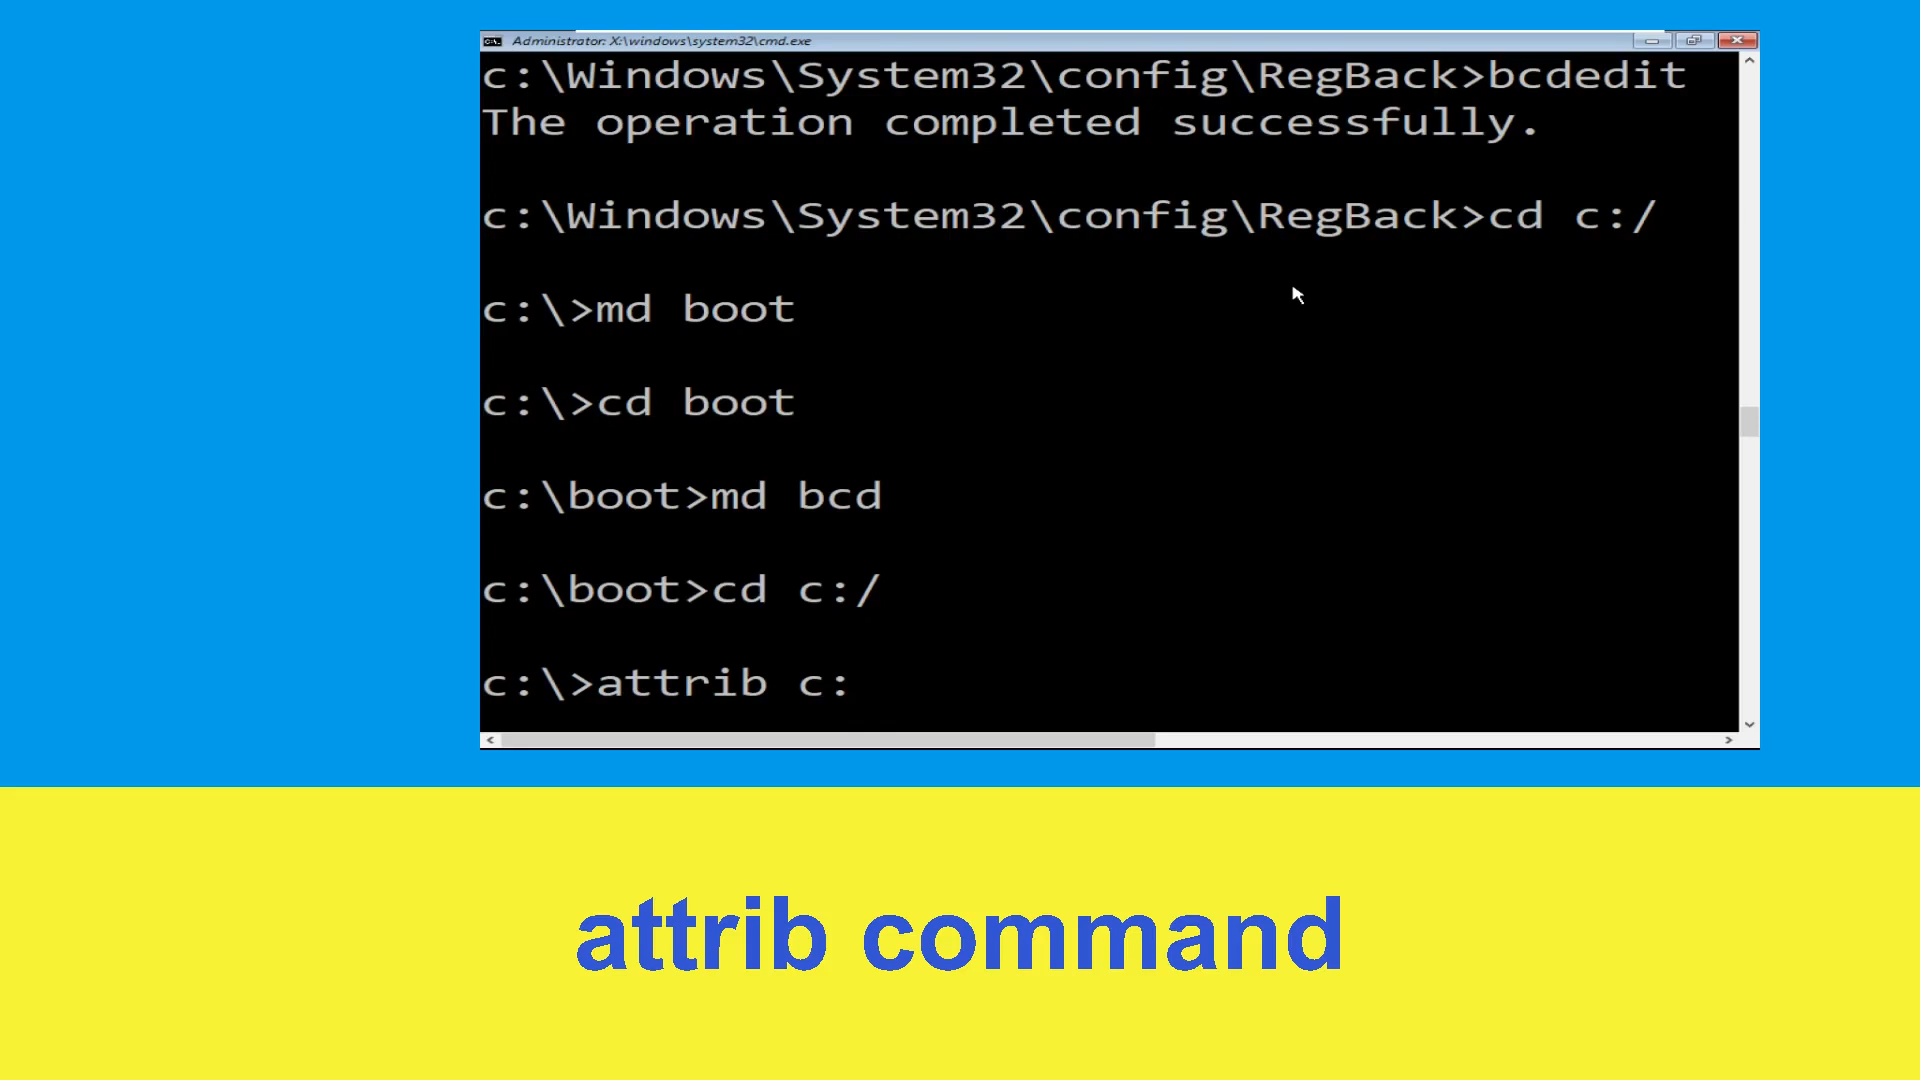 Administrator: X:\windows\system32\cmd.exe
c:\Windows\System32\config\RegBack>bcdedit
The operation completed successfully.
c:\Windows\System32\config\RegBack>cd c:/
c:\>md boot
c:\>cd boot
c:\boot>md bcd
c:\boot>cd c:/
c:\>attrib c:
attrib command